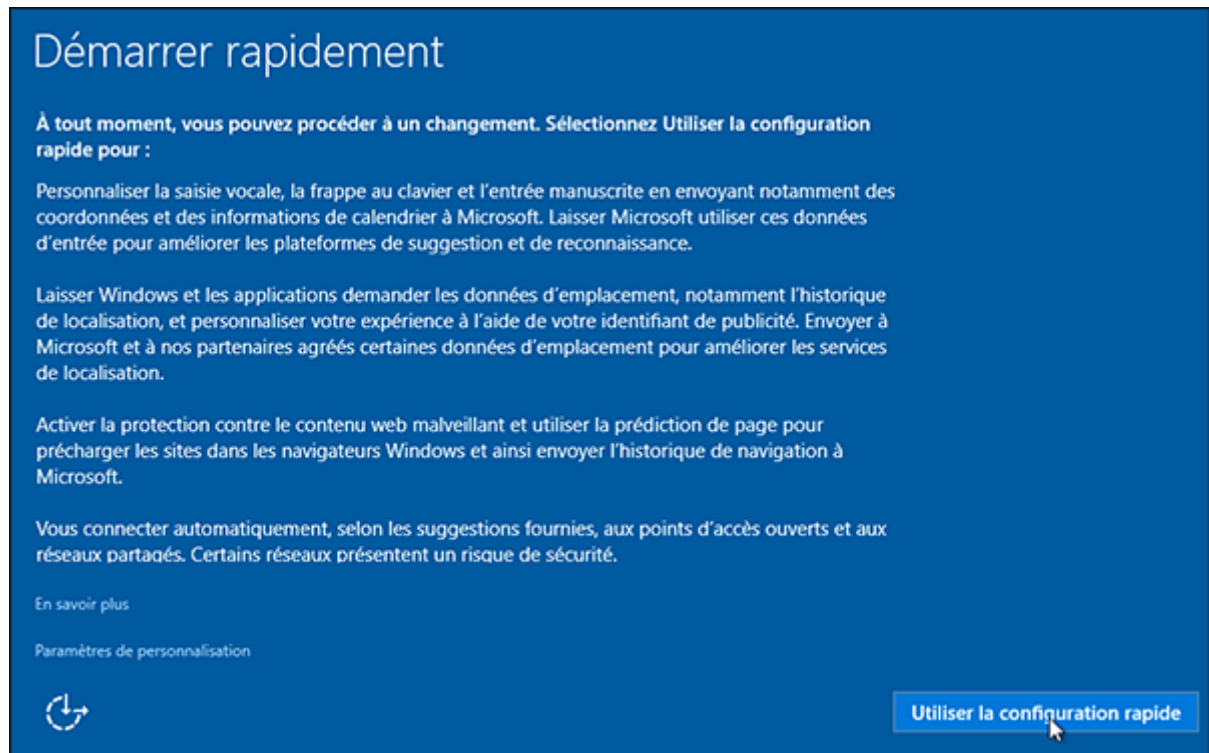 Démarrer rapidement
À tout moment, vous pouvez procéder à un changement. Sélectionnez Utiliser la configuration
rapide pour :
Personnaliser la saisie vocale, la frappe au clavier et l'entrée manuscrite en envoyant notamment des
coordonnées et des informations de calendrier à Microsoft. Laisser Microsoft utiliser ces données
d'entrée pour améliorer les plateformes de suggestion et de reconnaissance.
Laisser Windows et les applications demander les données d'emplacement, notamment l'historique
de localisation, et personnaliser votre expérience à l'aide de votre identifiant de publicité. Envoyer à
Microsoft et à nos partenaires agréés certaines données d'emplacement pour améliorer les services
de localisation.
Activer la protection contre le contenu web malveillant et utiliser la prédiction de page pour
précharger les sites dans les navigateurs Windows et ainsi envoyer l'historique de navigation à
Microsoft.
Vous connecter automatiquement, selon les suggestions fournies, aux points d'accès ouverts et aux
réseaux partagés. Certains réseaux présentent un risque de sécurité.
En savoir plus
Paramètres de personnalisation
Utiliser la configuration rapide